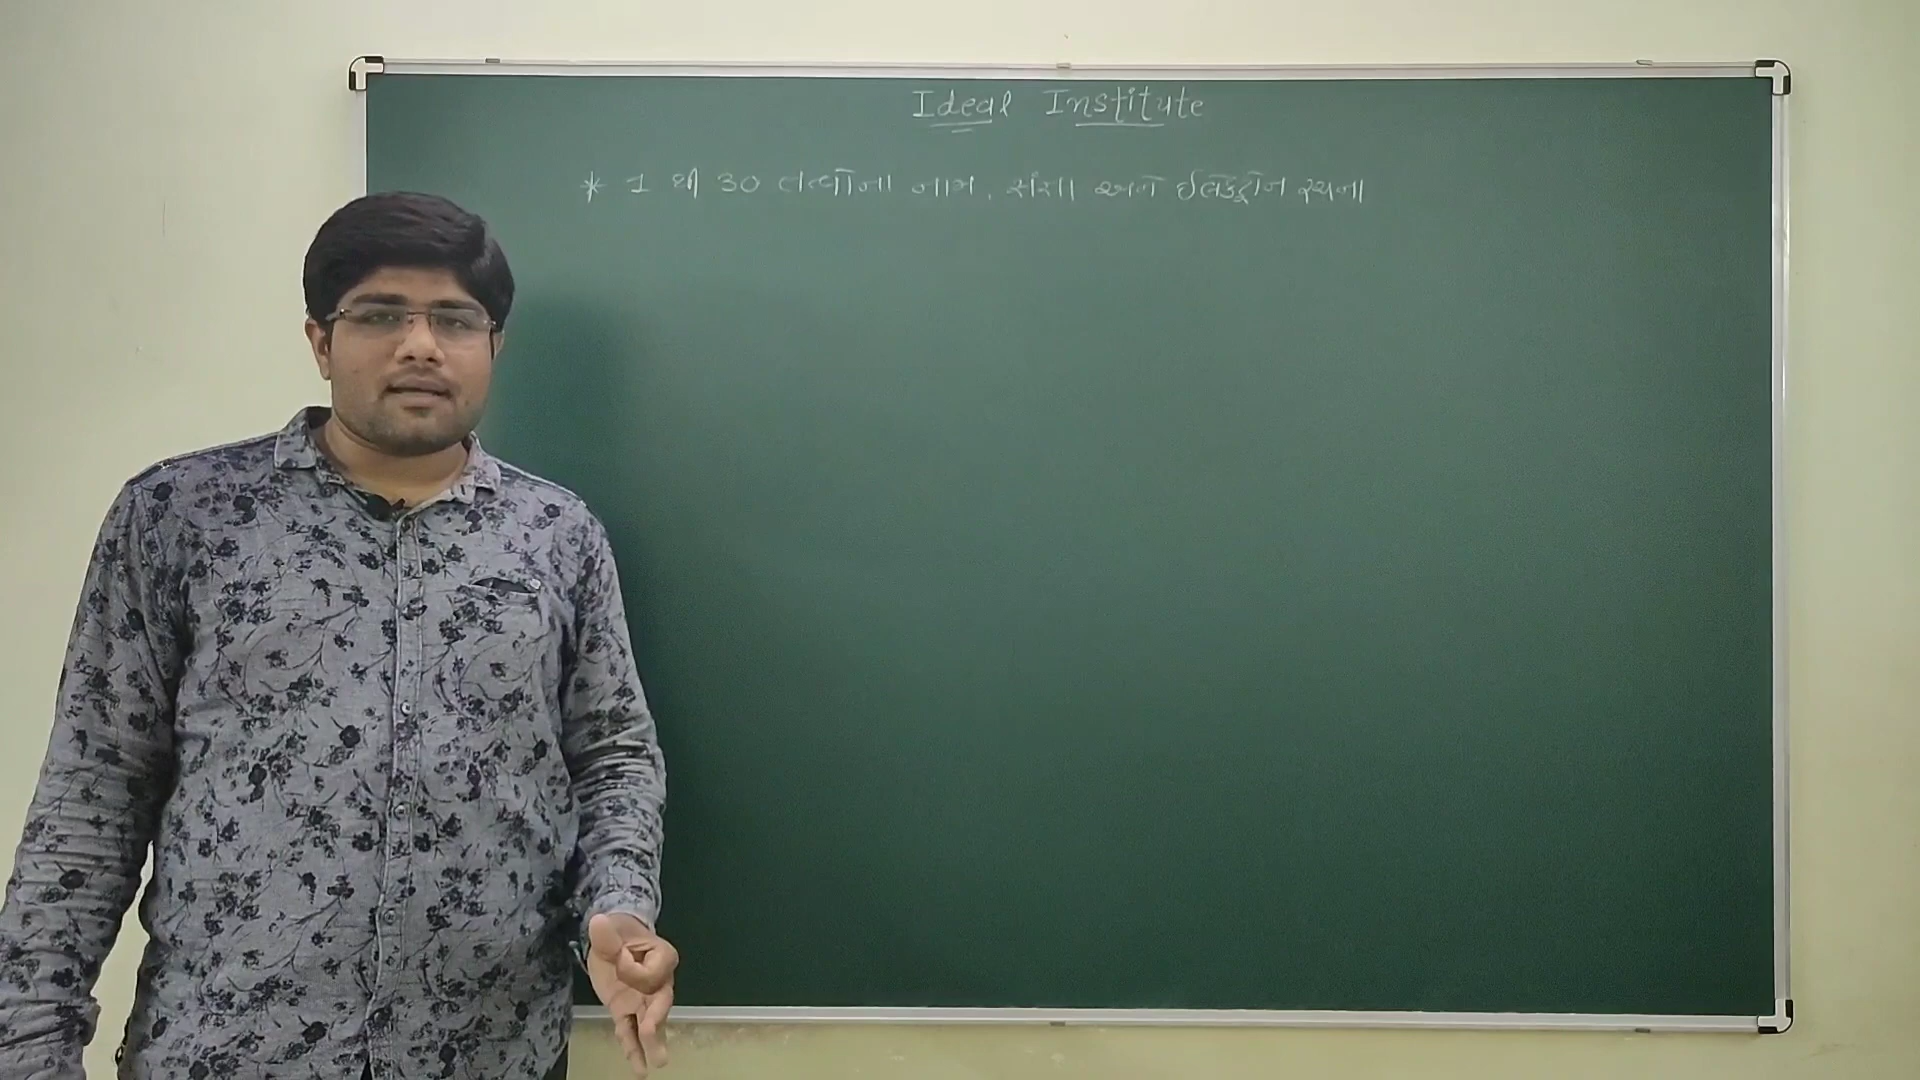 Ideal Institute
* 1 થી 30 તત્વોના નામ, સંજ્ઞા અને ઈલેક્ટ્રોન રચના